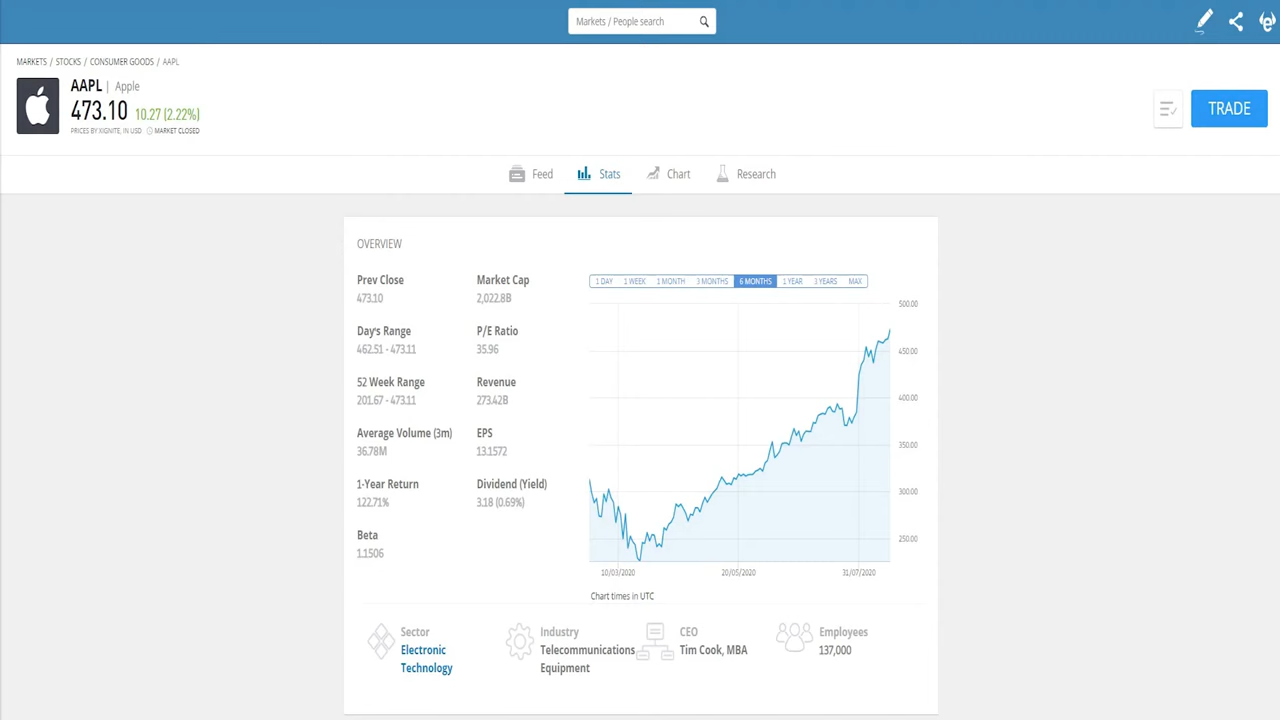 Markets / People search
MARKETS / STOCKS / CONSUMER GOODS / AAPL
AAPL | Apple
473.10 10.27 (2.22%)
PRICES BY XIGNITE, IN USD MARKET CLOSED
TRADE
Feed Stats Chart Research
OVERVIEW
Prev Close
473.10
Market Cap
2,022.8B
Day's Range
462.51 - 473.11
P/E Ratio
35.96
52 Week Range
201.67 - 473.11
Revenue
273.42B
Average Volume (3m)
36.78M
EPS
13.1572
1-Year Return
122.71%
Dividend (Yield)
3.18 (0.69%)
Beta
1.1506
1 DAY 1 WEEK 1 MONTH 3 MONTHS 6 MONTHS 1 YEAR 3 YEARS MAX
500.00
450.00
400.00
350.00
300.00
250.00
10/03/2020 20/05/2020 31/07/2020
Chart times in UTC
Sector
Electronic
Technology
Industry
Telecommunications
Equipment
CEO
Tim Cook, MBA
Employees
137,000